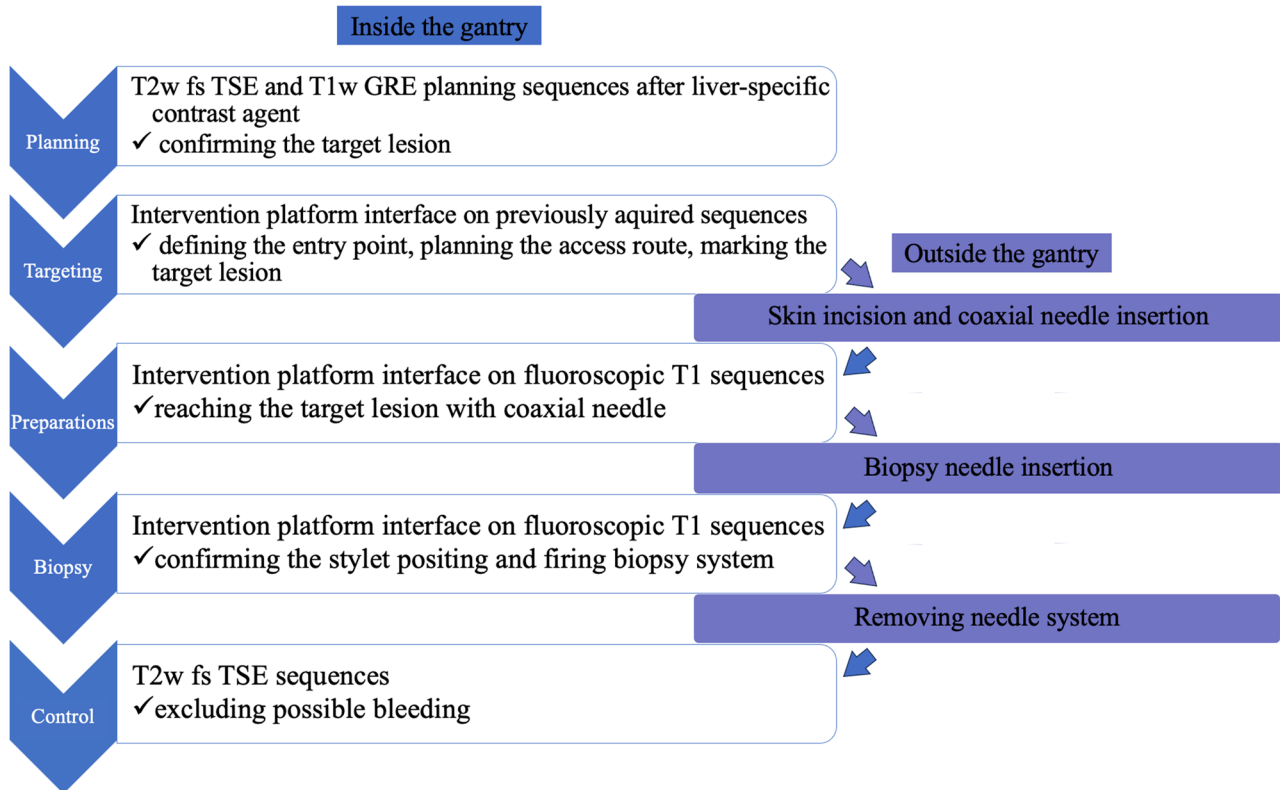 Inside the gantry
T2w fs TSE and T1w GRE planning sequences after liver-specific
contrast agent
✓ confirming the target lesion
Planning
Intervention platform interface on previously aquired sequences
✓ defining the entry point, planning the access route, marking the
target lesion
Targeting
Outside the gantry
Skin incision and coaxial needle insertion
Intervention platform interface on fluoroscopic T1 sequences
✓reaching the target lesion with coaxial needle
Preparations
Biopsy needle insertion
Intervention platform interface on fluoroscopic T1 sequences
✓confirming the stylet positing and firing biopsy system
Biopsy
Removing needle system
T2w fs TSE sequences
✓excluding possible bleeding
Control